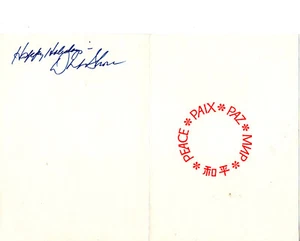 Happy Holidays -
PEACE * PAIX * PAZ * МИР * 和平 *